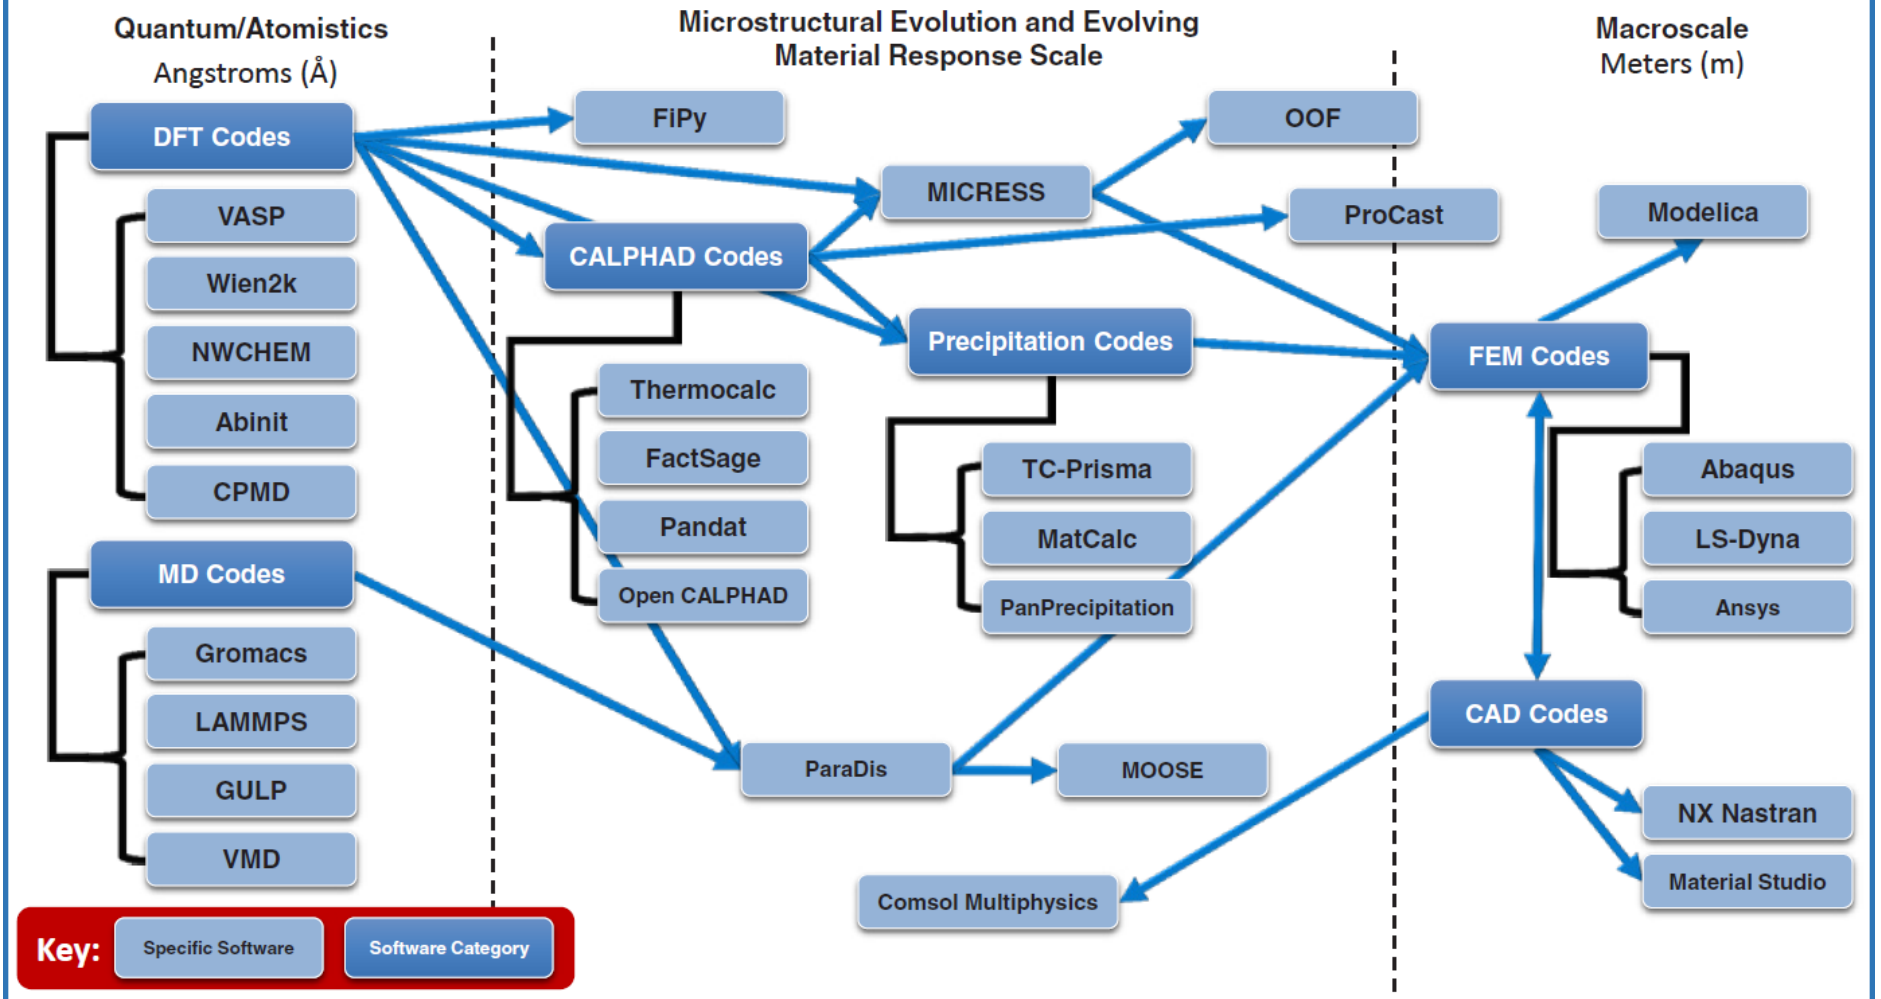 Quantum/Atomistics
Angstroms (Å)
Microstructural Evolution and Evolving
Material Response Scale
Macroscale
Meters (m)
DFT Codes
VASP
Wien2k
NWCHEM
Abinit
CPMD
MD Codes
Gromacs
LAMMPS
GULP
VMD
FiPy
MICRESS
OOF
ProCast
CALPHAD Codes
Thermocalc
FactSage
Pandat
Open CALPHAD
Precipitation Codes
TC-Prisma
MatCalc
PanPrecipitation
ParaDis
MOOSE
Comsol Multiphysics
Modelica
FEM Codes
Abaqus
LS-Dyna
Ansys
CAD Codes
NX Nastran
Material Studio
Key:
Specific Software
Software Category